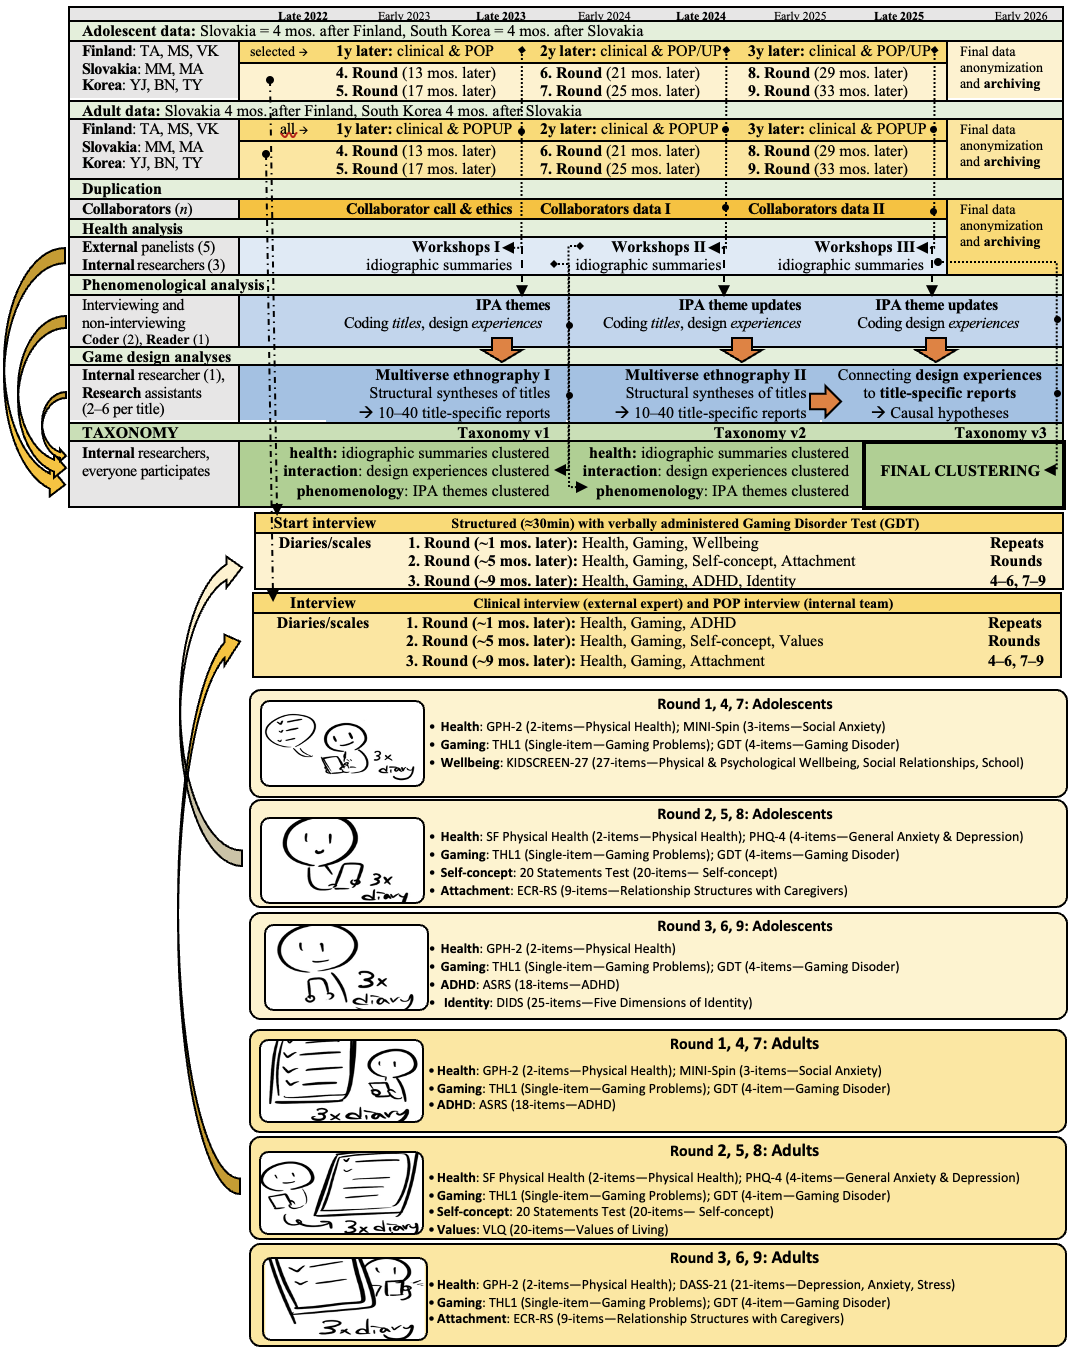 Late 2022 Early 2023 Late 2023 Early 2024 Late 2024 Early 2025 Late 2025 Early 2026
Adolescent data: Slovakia = 4 mos. after Finland, South Korea = 4 mos. after Slovakia
Finland: TA, MS, VK selected → 1y later: clinical & POP 2y later: clinical & POP/UP 3y later: clinical & POP/UP Final data
Slovakia: MM, MA 4. Round (13 mos. later) 6. Round (21 mos. later) 8. Round (29 mos. later) anonymization
Korea: YJ, BN, TY 5. Round (17 mos. later) 7. Round (25 mos. later) 9. Round (33 mos. later) and archiving
Adult data: Slovakia 4 mos. after Finland, South Korea 4 mos. after Slovakia
Finland: TA, MS, VK all → 1y later: clinical & POPUP 2y later: clinical & POPUP 3y later: clinical & POPUP Final data
Slovakia: MM, MA 4. Round (13 mos. later) 6. Round (21 mos. later) 8. Round (29 mos. later) anonymization
Korea: YJ, BN, TY 5. Round (17 mos. later) 7. Round (25 mos. later) 9. Round (33 mos. later) and archiving
Duplication
Collaborators (n) Collaborator call & ethics Collaborators data I Collaborators data II Final data
anonymization
and archiving
Health analysis
External panelists (5) Workshops I Workshops II Workshops III
Internal researchers (3) idiographic summaries idiographic summaries idiographic summaries
Phenomenological analysis
Interviewing and IPA themes IPA theme updates IPA theme updates
non-interviewing Coding titles, design experiences Coding titles, design experiences Coding design experiences
Coder (2), Reader (1)
Game design analyses
Internal researcher (1), Multiverse ethnography I Multiverse ethnography II Connecting design experiences
Research assistants Structural syntheses of titles Structural syntheses of titles to title-specific reports
(2–6 per title) → 10–40 title-specific reports → 10–40 title-specific reports → Causal hypotheses
TAXONOMY Taxonomy v1 Taxonomy v2 Taxonomy v3
Internal researchers, health: idiographic summaries clustered health: idiographic summaries clustered
everyone participates interaction: design experiences clustered interaction: design experiences clustered FINAL CLUSTERING
phenomenology: IPA themes clustered phenomenology: IPA themes clustered
Start interview Structured (≈30min) with verbally administered Gaming Disorder Test (GDT)
Diaries/scales 1. Round (~1 mos. later): Health, Gaming, Wellbeing Repeats
2. Round (~5 mos. later): Health, Gaming, Self-concept, Attachment Rounds
3. Round (~9 mos. later): Health, Gaming, ADHD, Identity 4–6, 7–9
Interview Clinical interview (external expert) and POP interview (internal team)
Diaries/scales 1. Round (~1 mos. later): Health, Gaming, ADHD Repeats
2. Round (~5 mos. later): Health, Gaming, Self-concept, Values Rounds
3. Round (~9 mos. later): Health, Gaming, Attachment 4–6, 7–9
Round 1, 4, 7: Adolescents
• Health: GPH-2 (2-items—Physical Health); MINI-Spin (3-items—Social Anxiety)
• Gaming: THL1 (Single-item—Gaming Problems); GDT (4-items—Gaming Disoder)
• Wellbeing: KIDSCREEN-27 (27-items—Physical & Psychological Wellbeing, Social Relationships, School)
3x
diary
Round 2, 5, 8: Adolescents
• Health: SF Physical Health (2-items—Physical Health); PHQ-4 (4-items—General Anxiety & Depression)
• Gaming: THL1 (Single-item—Gaming Problems); GDT (4-items—Gaming Disoder)
• Self-concept: 20 Statements Test (20-items— Self-concept)
• Attachment: ECR-RS (9-items—Relationship Structures with Caregivers)
3x
diary
Round 3, 6, 9: Adolescents
• Health: GPH-2 (2-items—Physical Health)
• Gaming: THL1 (Single-item—Gaming Problems); GDT (4-items—Gaming Disoder)
• ADHD: ASRS (18-items—ADHD)
• Identity: DIDS (25-items—Five Dimensions of Identity)
3x
diary
Round 1, 4, 7: Adults
• Health: GPH-2 (2-items—Physical Health); MINI-Spin (3-items—Social Anxiety)
• Gaming: THL1 (Single-item—Gaming Problems); GDT (4-item—Gaming Disoder)
• ADHD: ASRS (18-items—ADHD)
3x diary
Round 2, 5, 8: Adults
• Health: SF Physical Health (2-items—Physical Health); PHQ-4 (4-items—General Anxiety & Depression)
• Gaming: THL1 (Single-item—Gaming Problems); GDT (4-item—Gaming Disoder)
• Self-concept: 20 Statements Test (20-items— Self-concept)
• Values: VLQ (20-items—Values of Living)
3x diary
Round 3, 6, 9: Adults
• Health: GPH-2 (2-items—Physical Health); DASS-21 (21-items—Depression, Anxiety, Stress)
• Gaming: THL1 (Single-item—Gaming Problems); GDT (4-item—Gaming Disoder)
• Attachment: ECR-RS (9-items—Relationship Structures with Caregivers)
3x diary